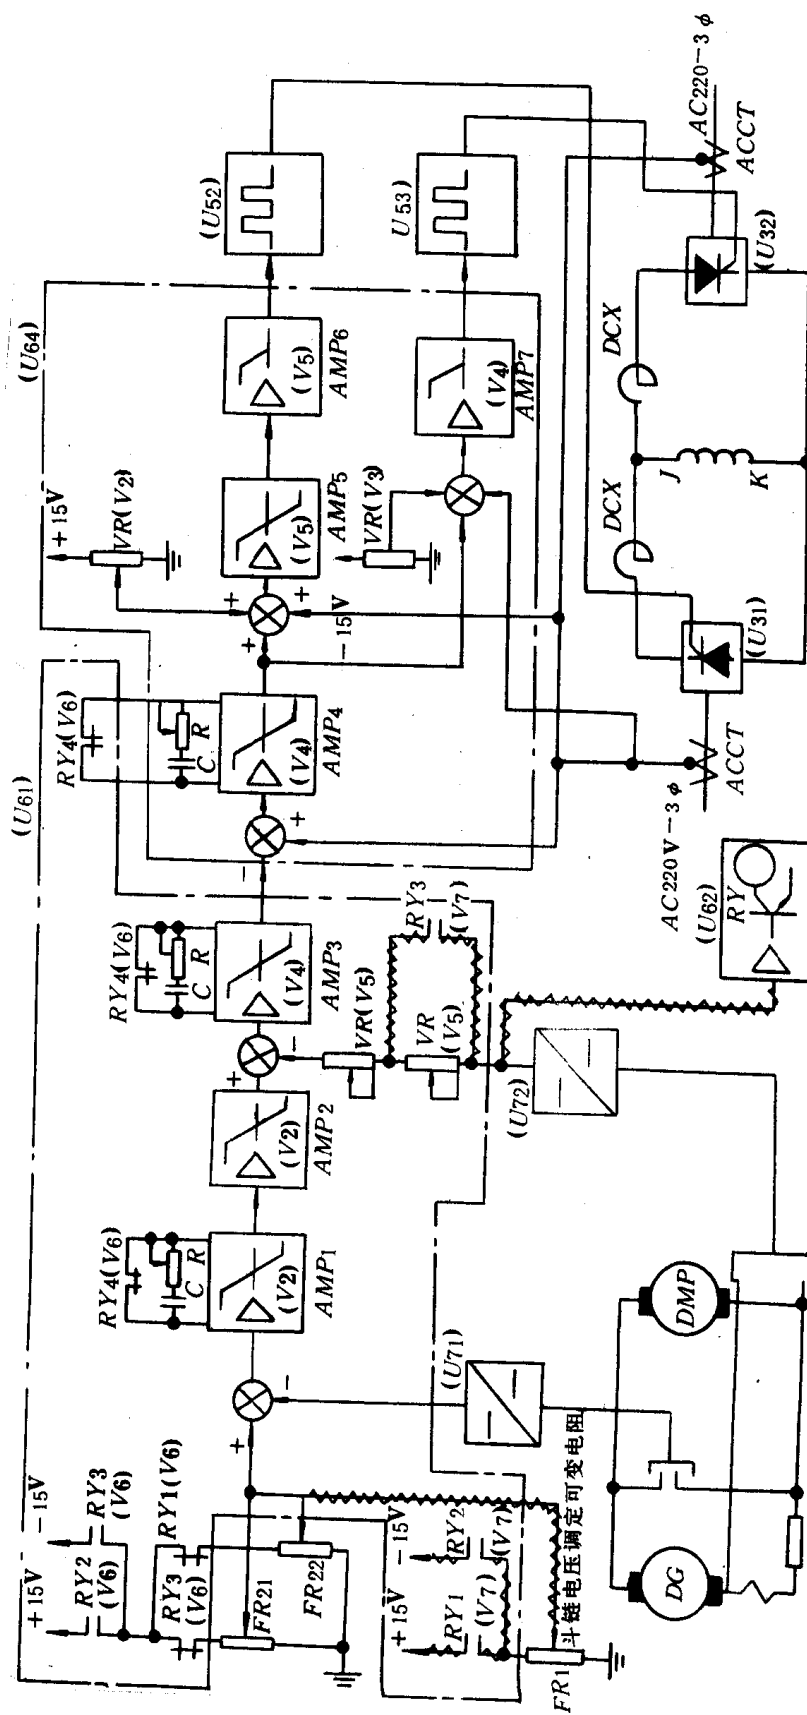 +15V
-15V
RY2
(V6)
RY3
(V6)
RY1(V6)
RY3
(V6)
FR21
FR22
+15V
-15V
RY1
(V7)
RY2
(V7)
FR1
斗链电压调定可变电阻
(U61)
RY4(V6)
C
R
(V2)
AMP1
(V2)
AMP2
RY4(V6)
C
R
(V4)
AMP3
VR(V5)
VR
(V5)
RY3
(V7)
(U71)
(U72)
DG
DMP
RY4(V6)
C
R
(V4)
AMP4
(U64)
+15V
VR(V2)
(V5)
AMP5
(V5)
AMP6
(U52)
-15V
VR(V3)
(V4)
AMP7
U53)
+
-
+
-
-
+
+
+
+
AC220V-3φ
ACCT
(U62)
RY
(U31)
DCX
J
K
DCX
(U32)
AC220-3φ
ACCT